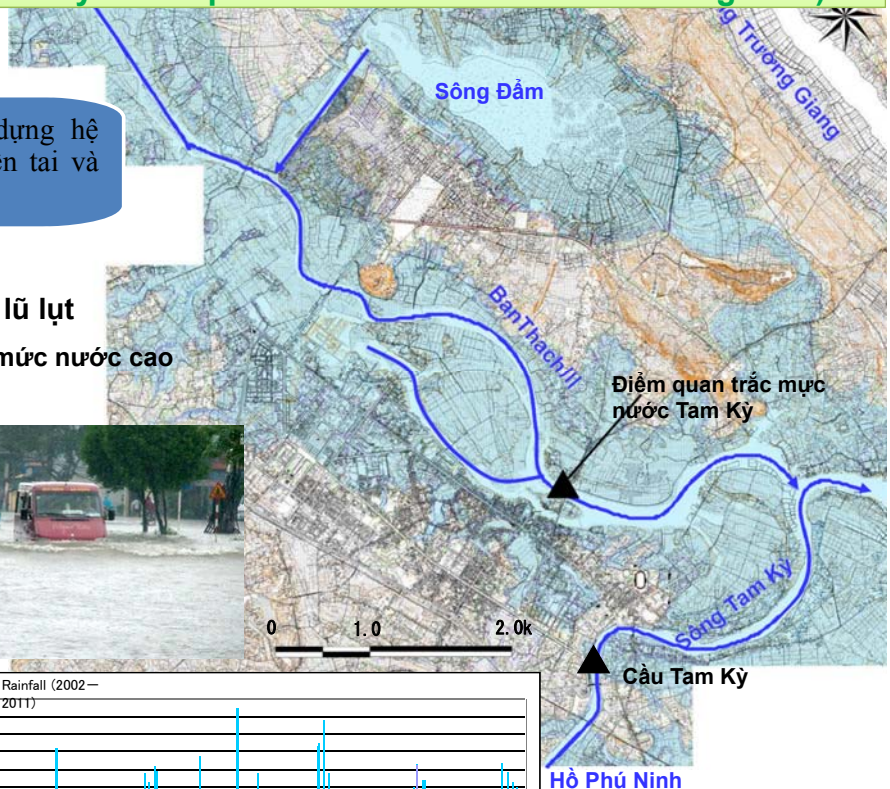 Sông Đầm
Trường Giang
dựng hệ
tai và
lũ lụt
mức nước cao
BanThach
Điểm quan trắc mực
nước Tam Kỳ
0
0 1.0 2.0k
Sông Tam Kỳ
Cầu Tam Kỳ
Rainfall (2002－
2011)
Hồ Phú Ninh